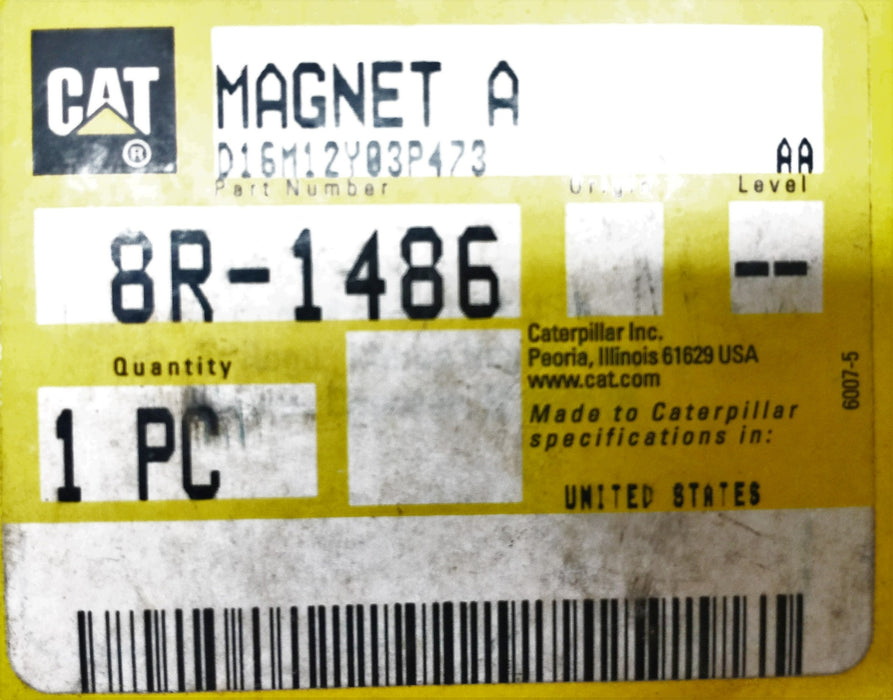 CAT
®
MAGNET A
D16M12Y03P473 AA
Part Number Origin Level
8R-1486 --
Caterpillar Inc.
Peoria, Illinois 61629 USA
www.cat.com
Quantity
1 PC
Made to Caterpillar
specifications in:
UNITED STATES
6007-5